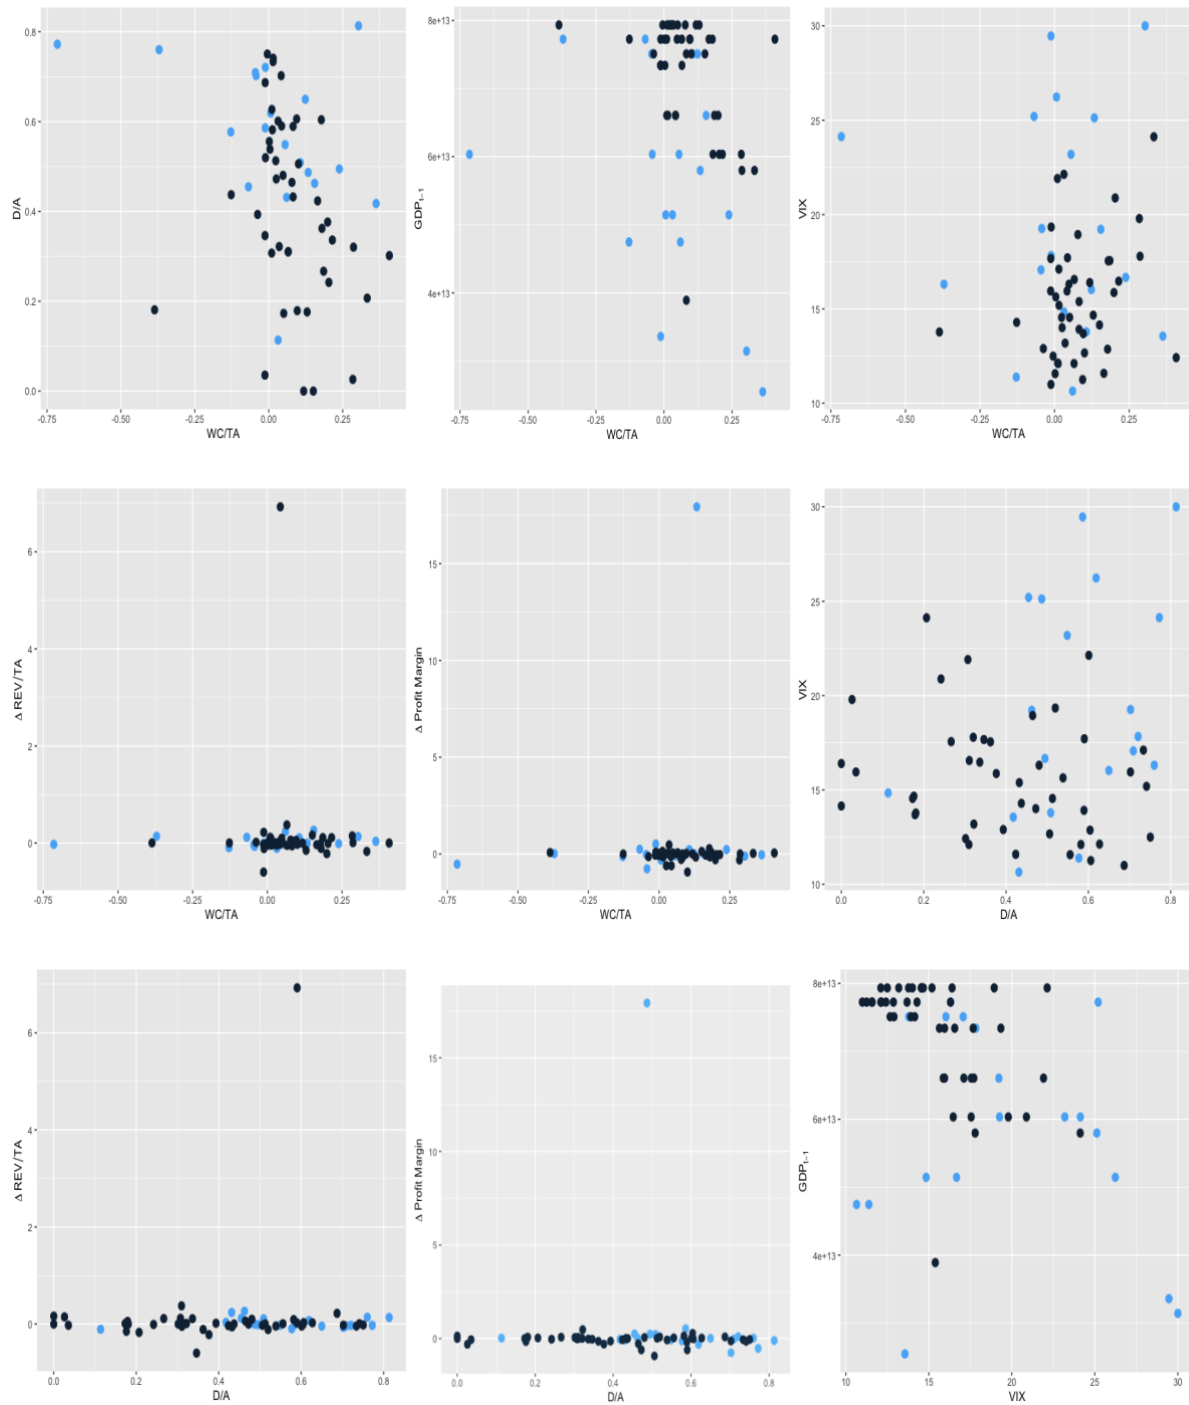 0.8
0.6
0.4
0.2
0.0
D/A
-0.75 -0.50 -0.25 0.00 0.25
WC/TA
8e+13
6e+13
4e+13
GDPt−1
-0.75 -0.50 -0.25 0.00 0.25
WC/TA
30
25
20
15
10
VIX
-0.75 -0.50 -0.25 0.00 0.25
WC/TA
6
4
2
0
Δ REV/TA
-0.75 -0.50 -0.25 0.00 0.25
WC/TA
15
10
5
0
Δ Profit Margin
-0.75 -0.50 -0.25 0.00 0.25
WC/TA
30
25
20
15
10
VIX
0.0 0.2 0.4 0.6 0.8
D/A
6
4
2
0
Δ REV/TA
0.0 0.2 0.4 0.6 0.8
D/A
15
10
5
0
Δ Profit Margin
0.0 0.2 0.4 0.6 0.8
D/A
8e+13
6e+13
4e+13
GDPt−1
10 15 20 25 30
VIX